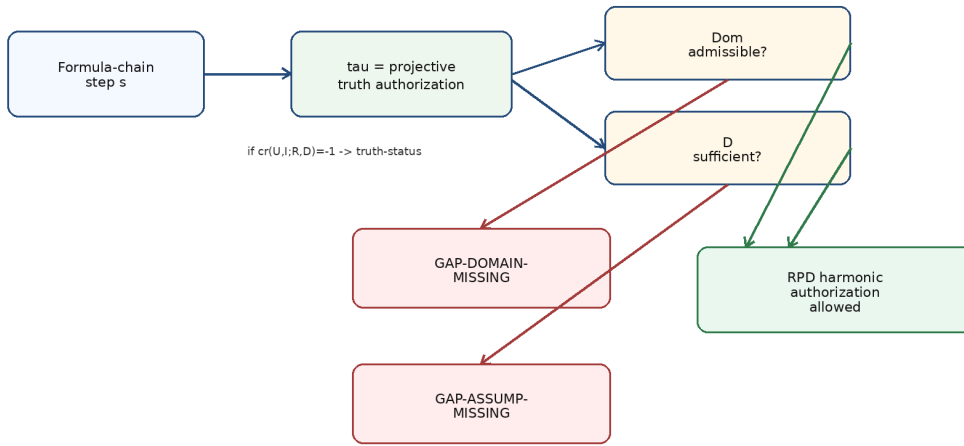 Formula-chain
step s
tau = projective
truth authorization
Dom
admissible?
D
sufficient?
if cr(U,I;R,D)=-1 -> truth-status
GAP-DOMAIN-
MISSING
RPD harmonic
authorization
allowed
GAP-ASSUMP-
MISSING